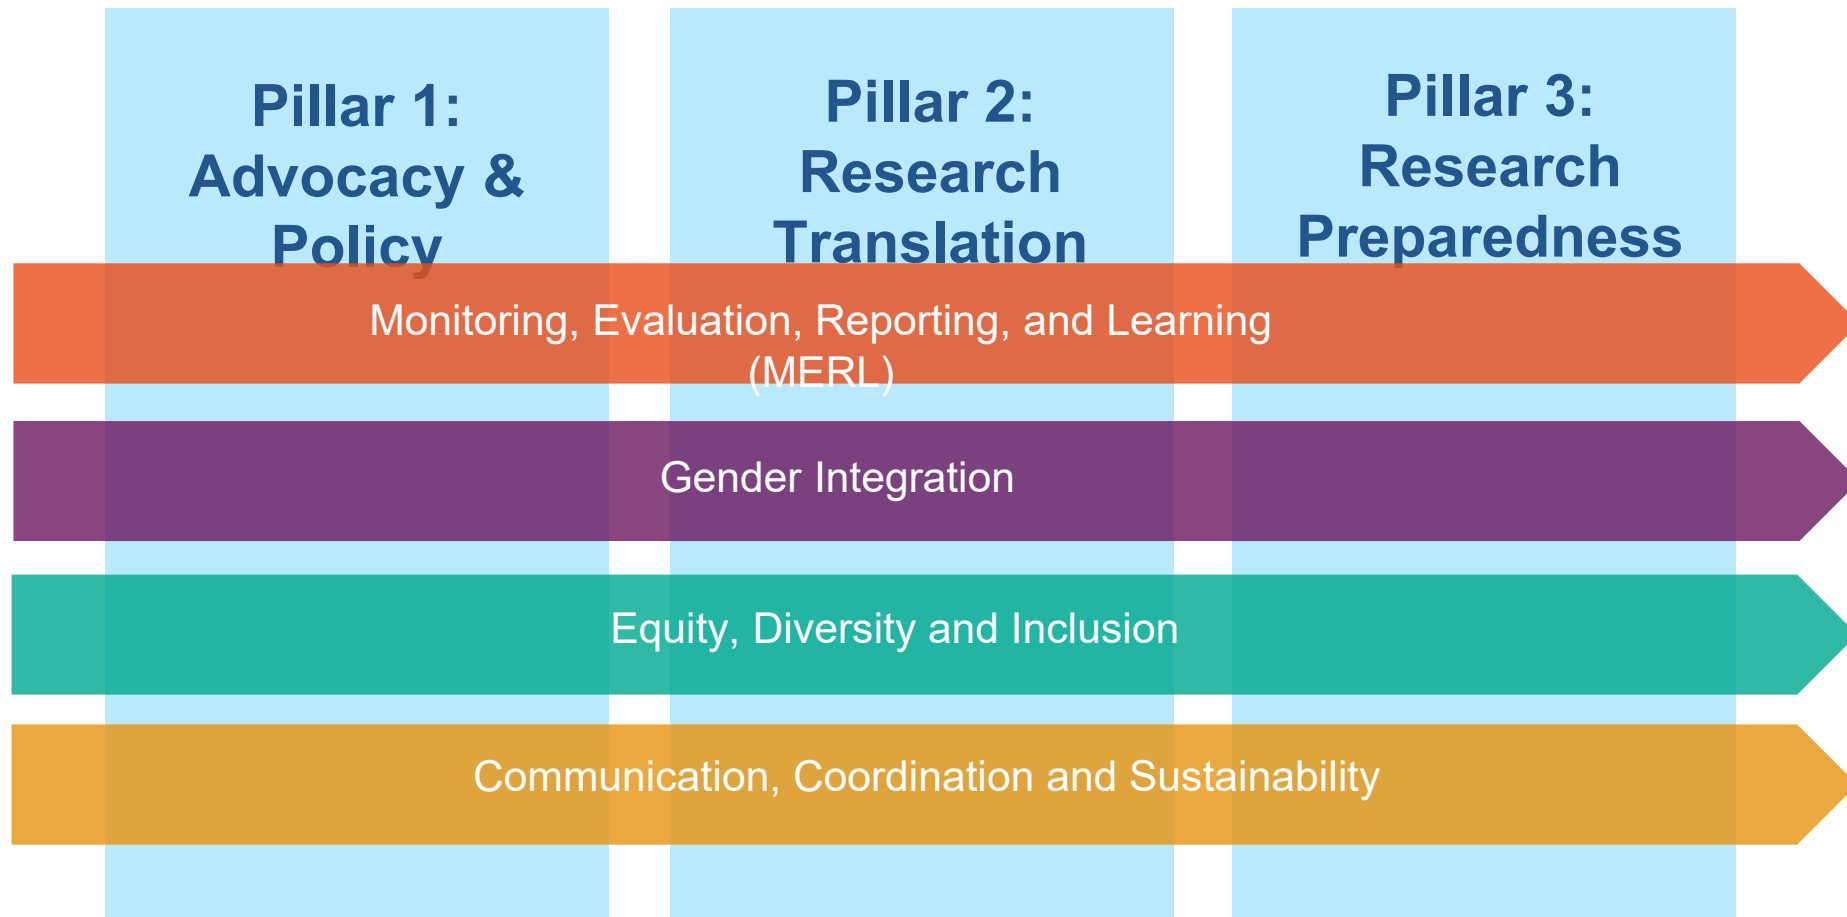 Pillar 1:
Advocacy &
Policy
Pillar 2:
Research
Translation
Pillar 3:
Research
Preparedness
Monitoring, Evaluation, Reporting, and Learning
(MERL)
Gender Integration
Equity, Diversity and Inclusion
Communication, Coordination and Sustainability